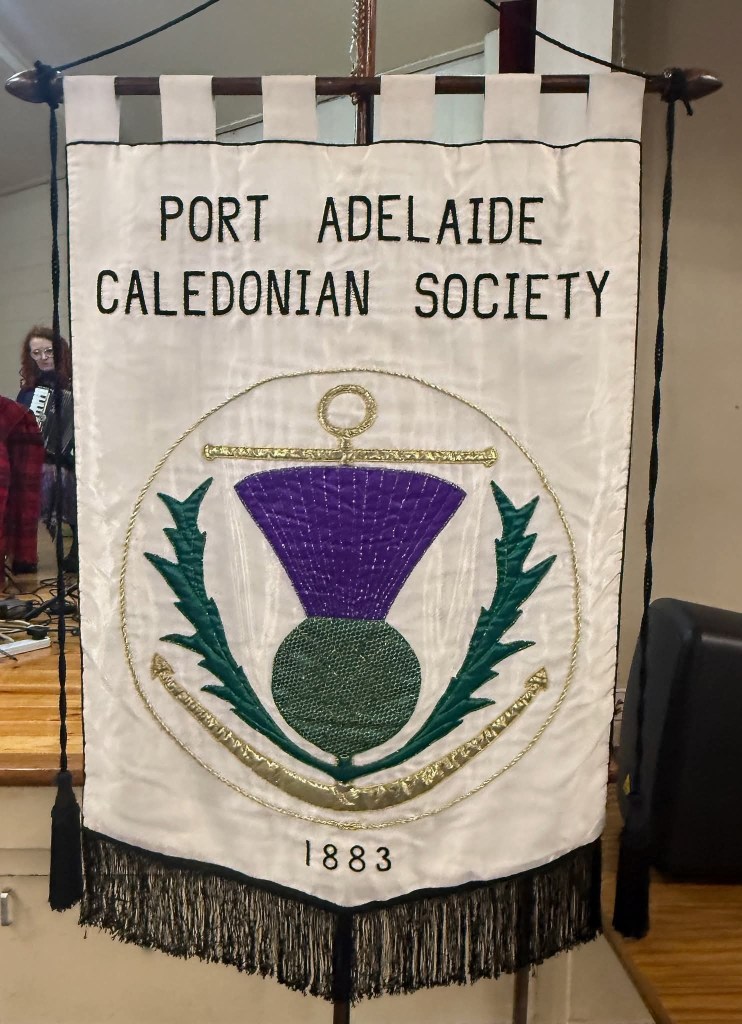 PORT ADELAIDE
CALEDONIAN SOCIETY
1883